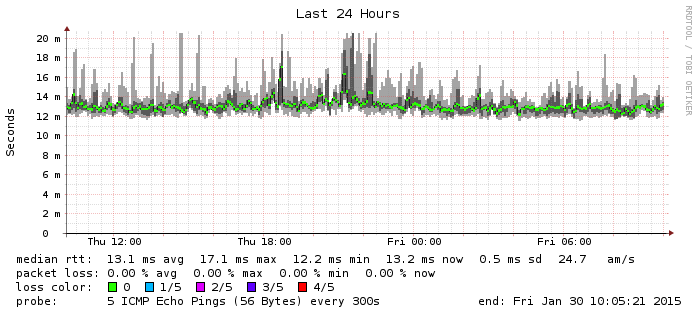 Last 24 Hours
RRDTOOL / TOBI OETIKER
Seconds
20 m
18 m
16 m
14 m
12 m
10 m
8 m
6 m
4 m
2 m
0
Thu 12:00 Thu 18:00 Fri 00:00 Fri 06:00
median rtt: 13.1 ms avg 17.1 ms max 12.2 ms min 13.2 ms now 0.5 ms sd 24.7 am/s
packet loss: 0.00 % avg 0.00 % max 0.00 % min 0.00 % now
loss color: 0 1/5 2/5 3/5 4/5
probe: 5 ICMP Echo Pings (56 Bytes) every 300s end: Fri Jan 30 10:05:21 2015